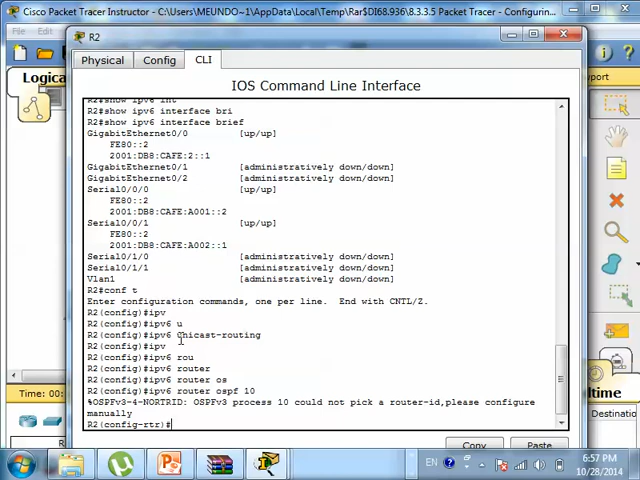 Cisco Packet Tracer Instructor - C:\Users\MEUNDO~1\AppData\Local\Temp\Rar$DI68.936\8.3.3.5 Packet Tracer - Configurin...
File
R2
Physical
Config
CLI
Logica
port
IOS Command Line Interface
R2#show ipv6 int
R2#show ipv6 interface bri
R2#show ipv6 interface brief
GigabitEthernet0/0 [up/up]
FE80::2
2001:DB8:CAFE:2::1
GigabitEthernet0/1 [administratively down/down]
GigabitEthernet0/2 [administratively down/down]
Serial0/0/0 [up/up]
FE80::2
2001:DB8:CAFE:A001::2
Serial0/0/1 [up/up]
FE80::2
2001:DB8:CAFE:A002::1
Serial0/1/0 [administratively down/down]
Serial0/1/1 [administratively down/down]
Vlan1 [administratively down/down]
R2#conf t
Enter configuration commands, one per line. End with CNTL/Z.
R2(config)#ipv
R2(config)#ipv6 u
R2(config)#ipv6 unicast-routing
R2(config)#ipv
R2(config)#ipv6 rou
R2(config)#ipv6 router
R2(config)#ipv6 router os
R2(config)#ipv6 router ospf 10
%OSPFv3-4-NORTRID: OSPFv3 process 10 could not pick a router-id,please configure
manually
R2(config-rtr)#
Copy
Paste
Time
Destinatio
EN
6:57 PM
10/28/2014